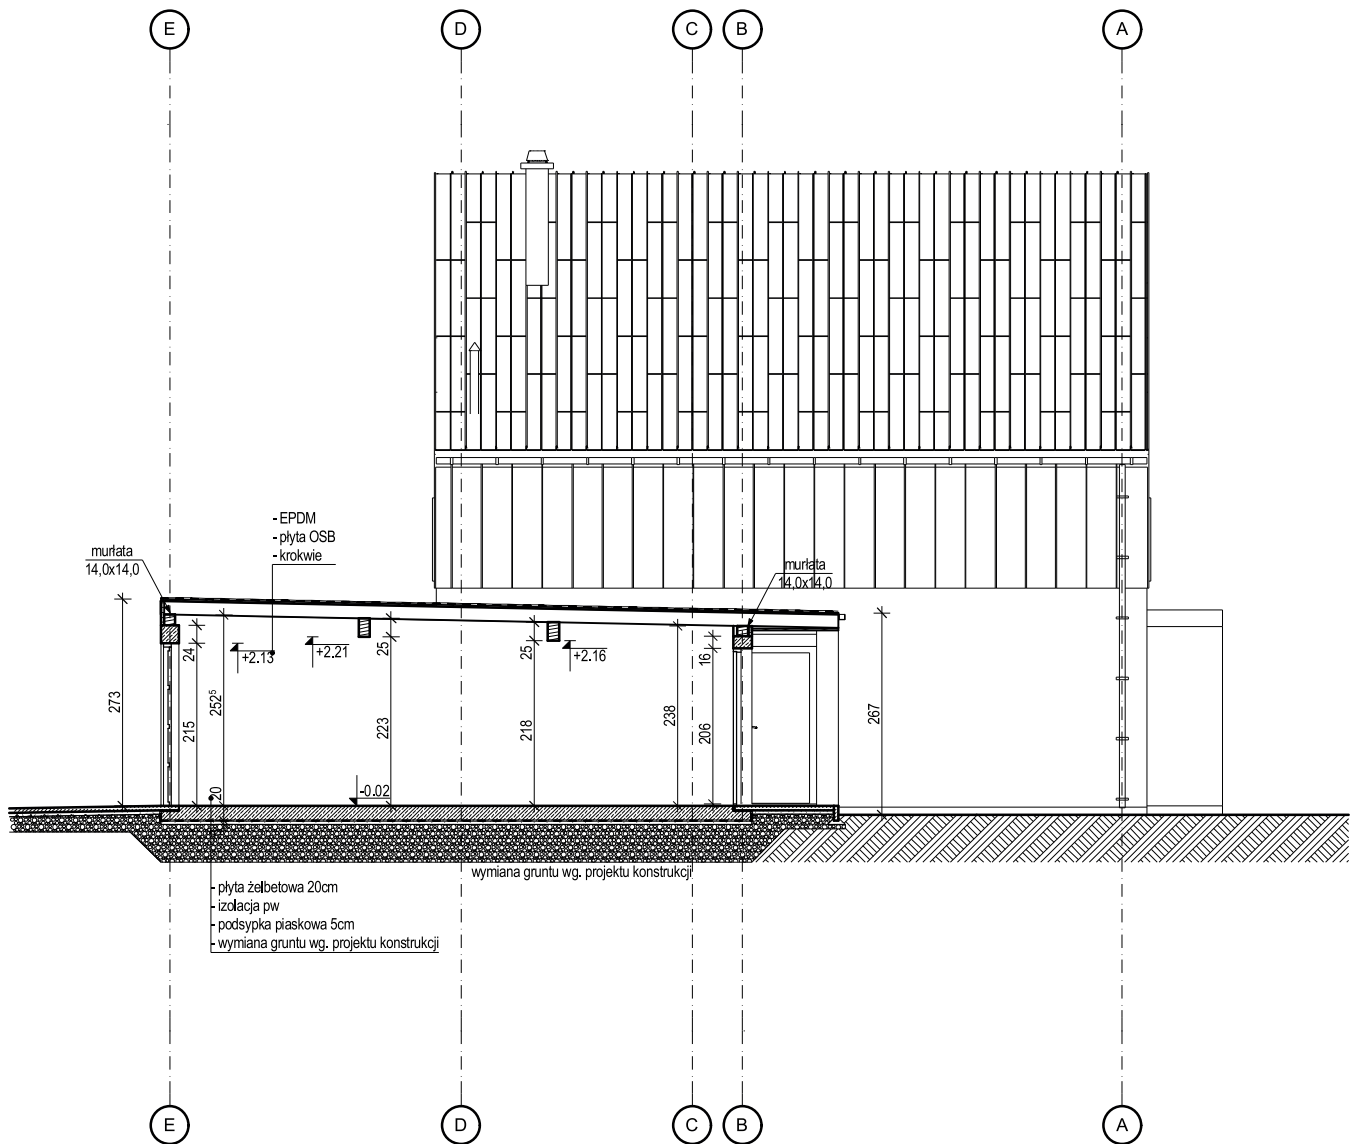 E D C B A
- EPDM
- płyta OSB
- krokwie
murłata
14,0x14,0
murłata
14,0x14,0
+2.13
+2.21
+2.16
24
25
25
16
273
215
252⁵
223
218
238
206
267
20
-0.02
wymiana gruntu wg. projektu konstrukcji
- płyta żelbetowa 20cm
- izolacja pw
- podsypka piaskowa 5cm
- wymiana gruntu wg. projektu konstrukcji
E D C B A